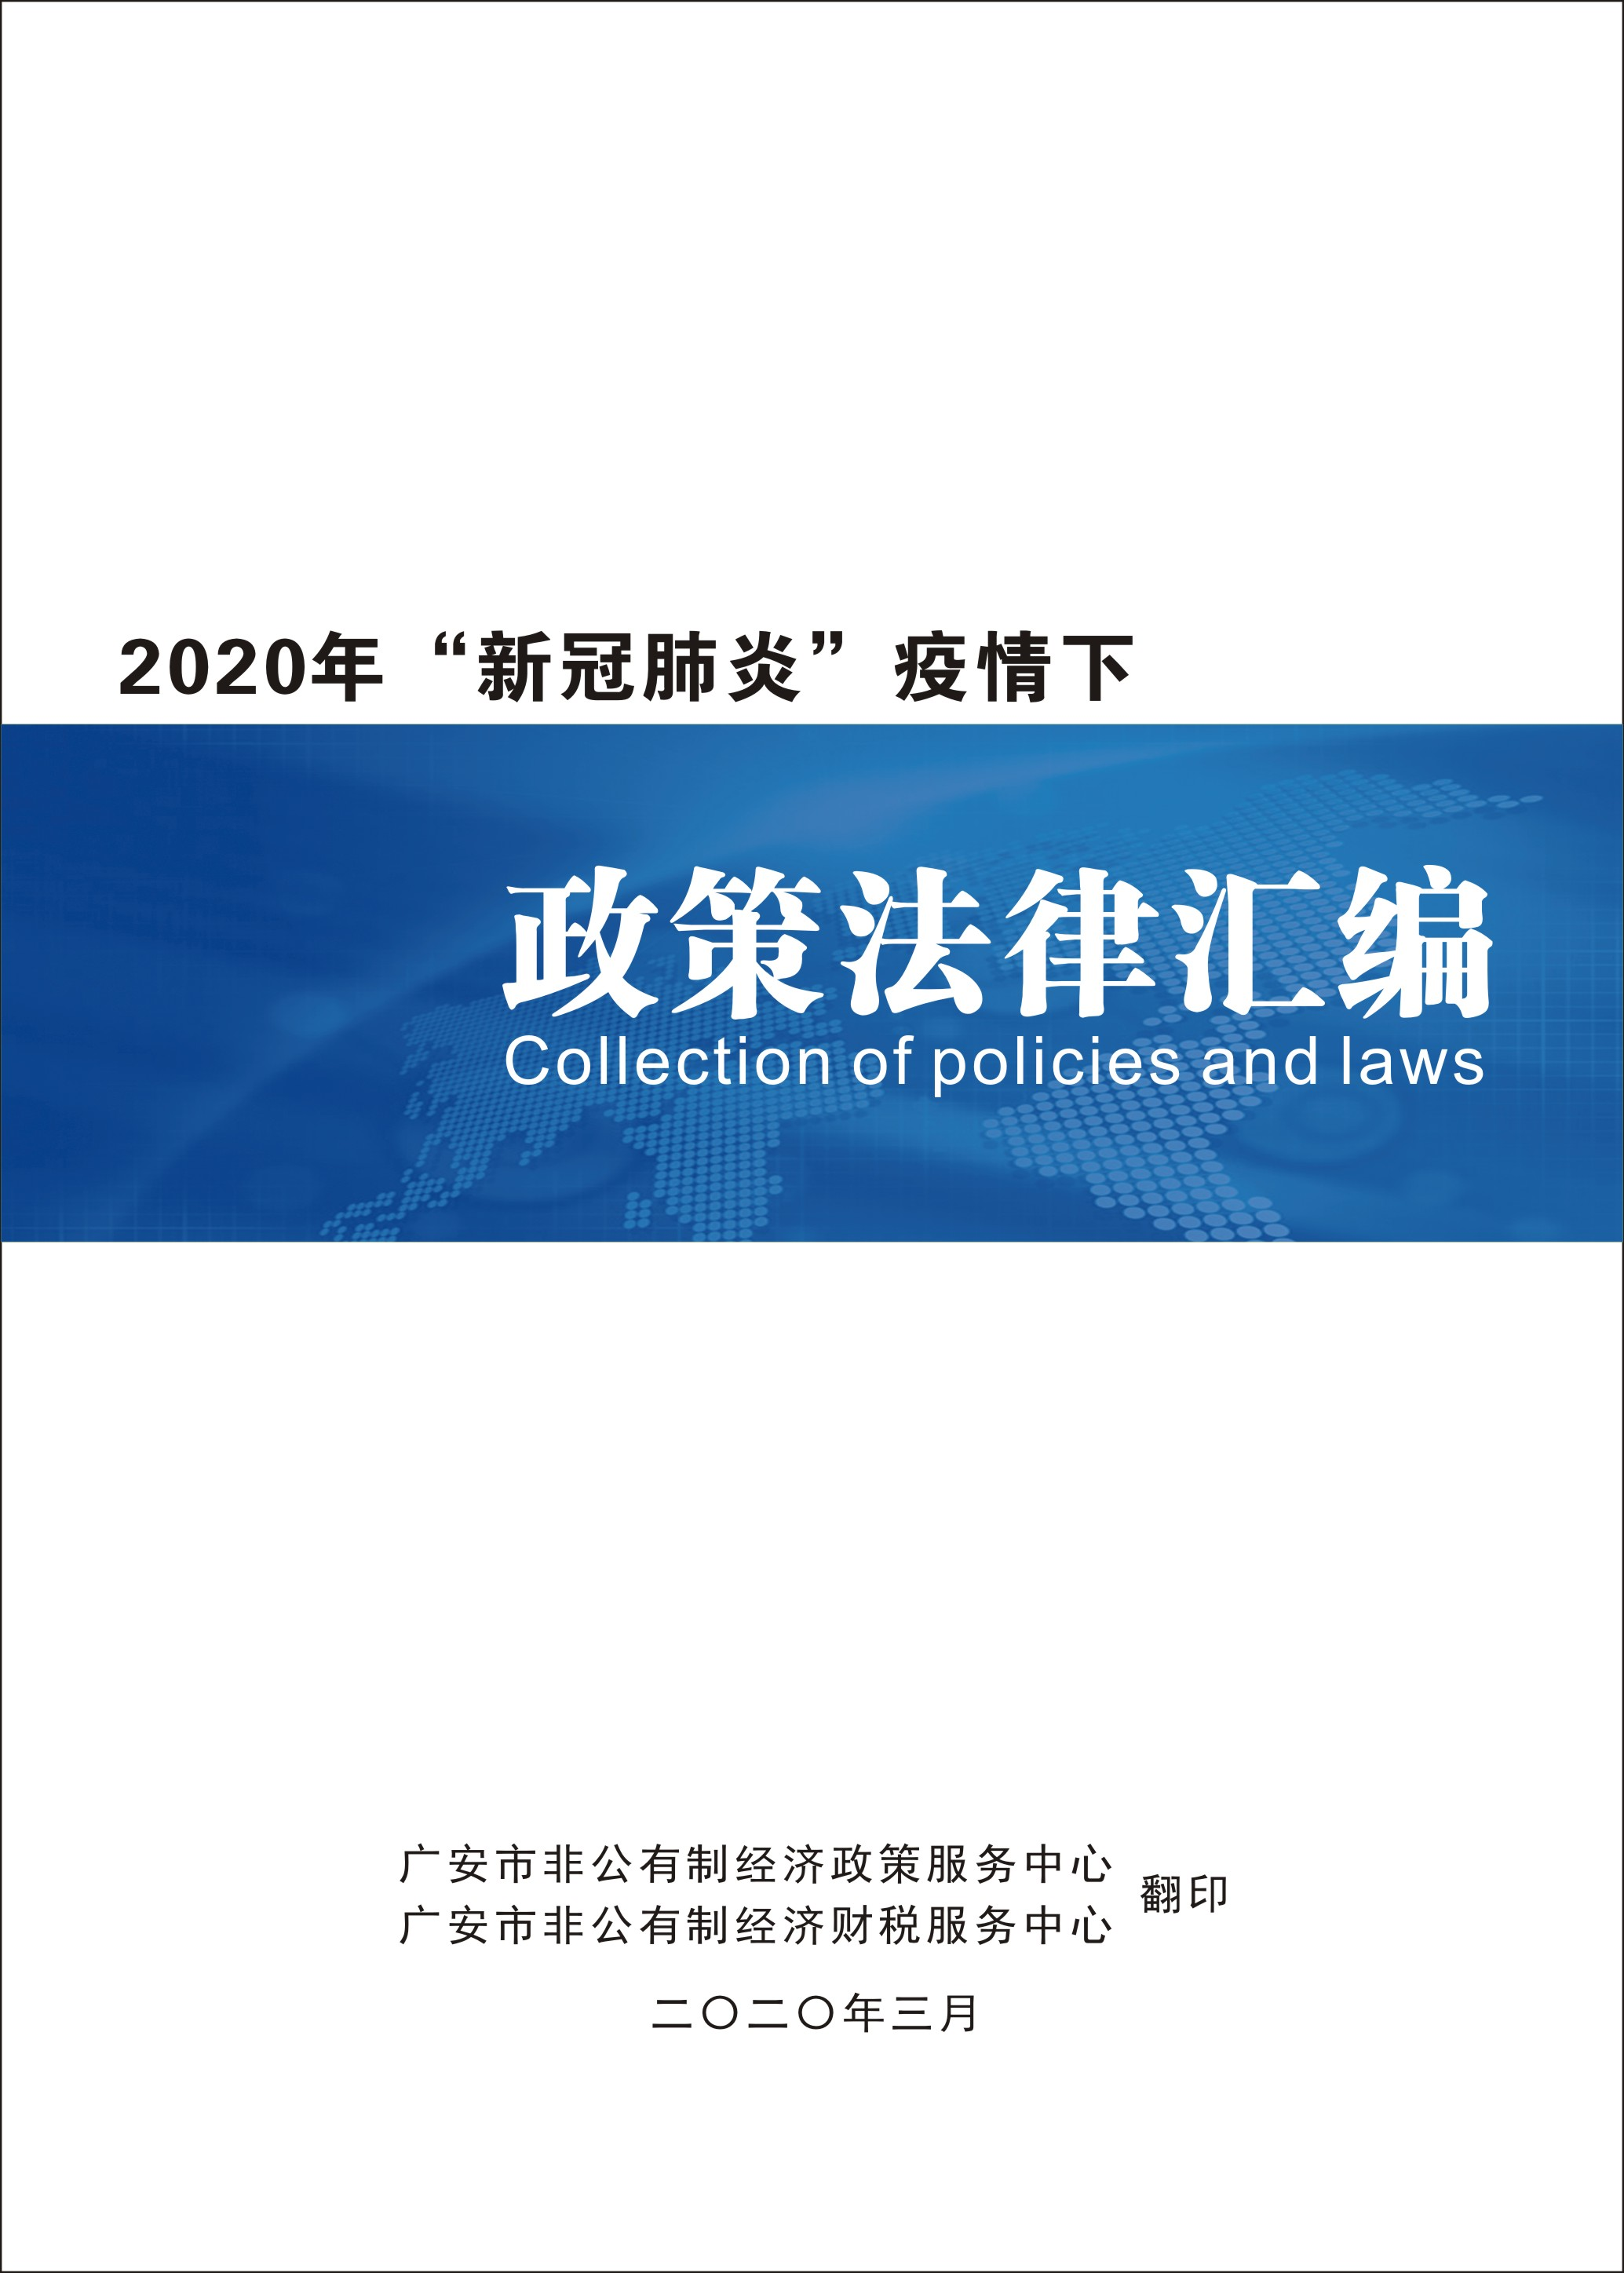 2020年“新冠肺炎”疫情下
政策法律汇编
Collection of policies and laws
广安市非公有制经济政策服务中心
广安市非公有制经济财税服务中心
翻印
二〇二〇年三月